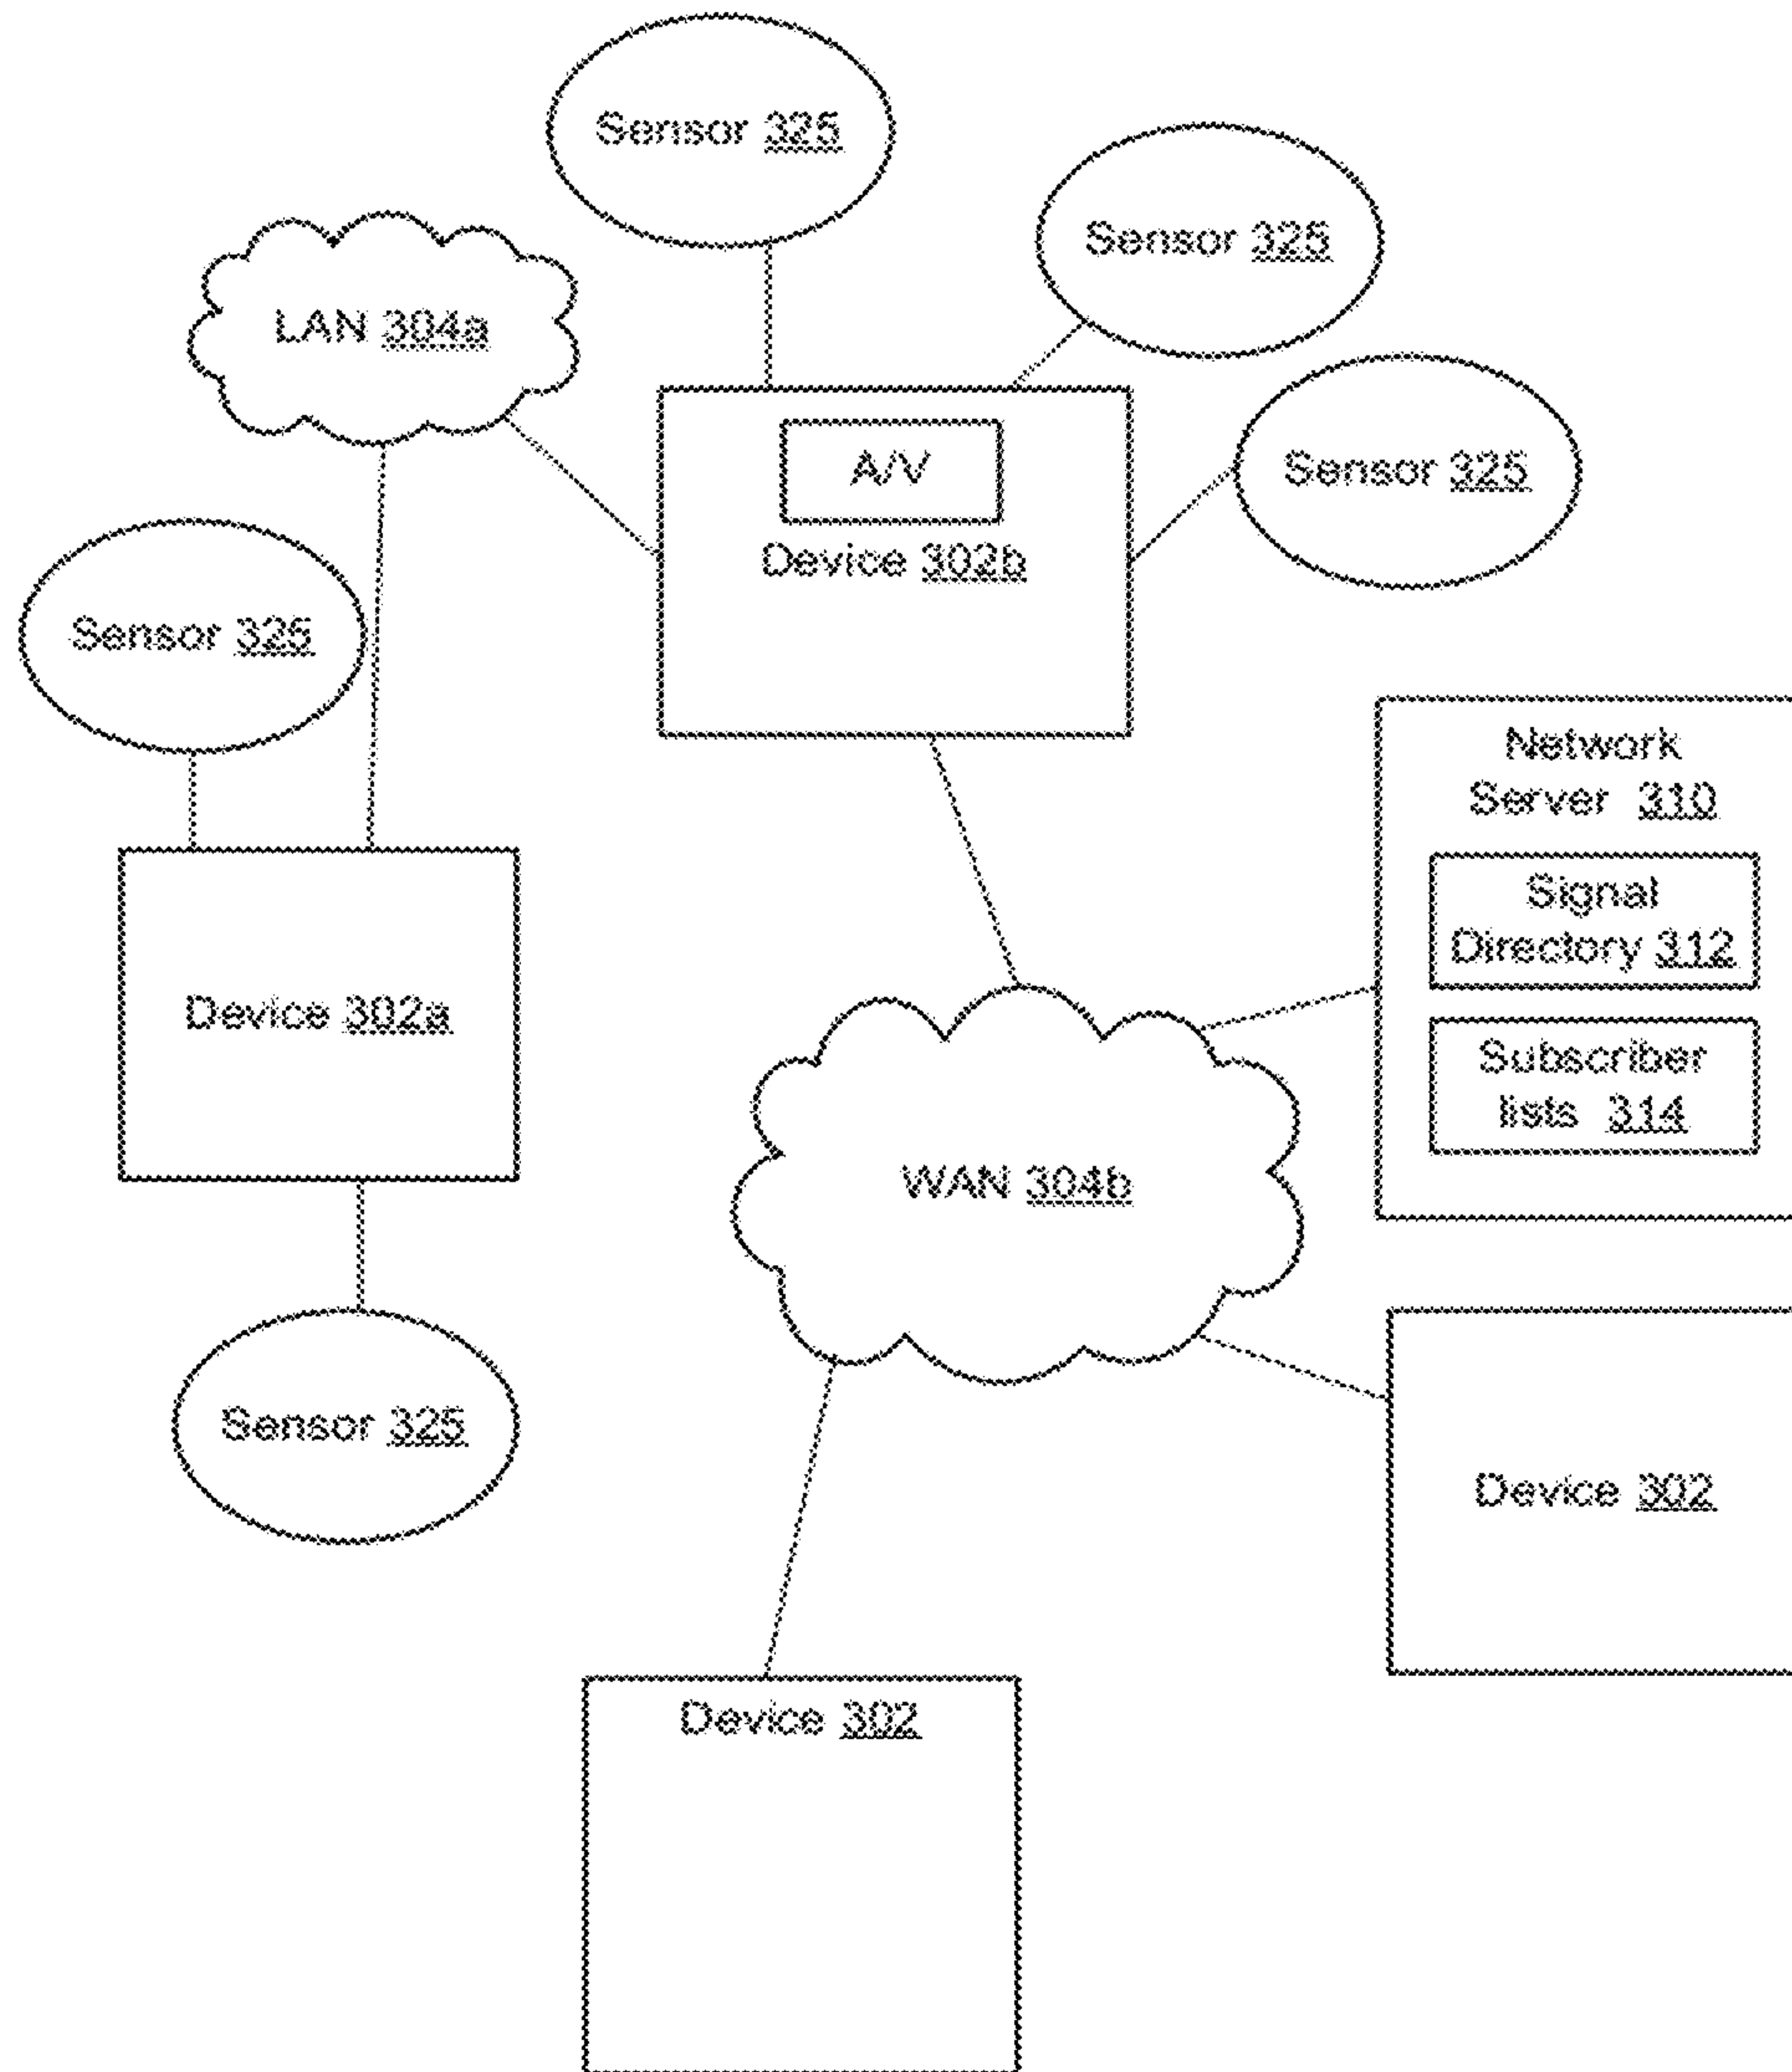 Sensor 325
Sensor 325
LAN 304a
A/V
Sensor 325
Device 302b
Sensor 325
Network
Server 310
Signal
Directory 312
Device 302a
Subscriber
lists 314
WAN 304b
Sensor 325
Device 302
Device 302